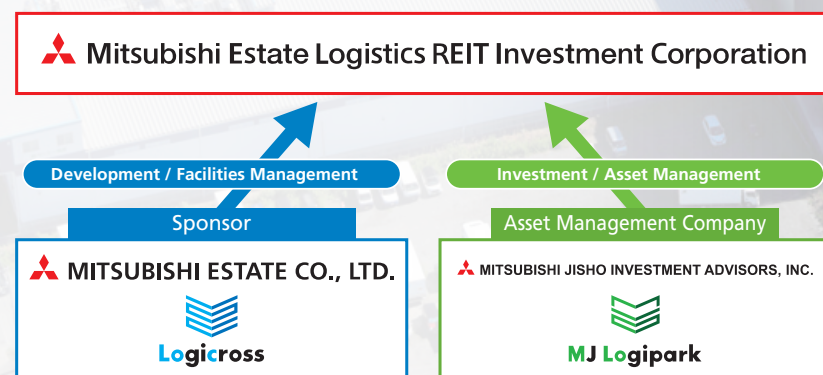 Mitsubishi Estate Logistics REIT Investment Corporation
Development / Facilities Management
Investment / Asset Management
Sponsor
Asset Management Company
MITSUBISHI ESTATE CO., LTD.
MITSUBISHI JISHO INVESTMENT ADVISORS, INC.
Logicross
MJ Logipark